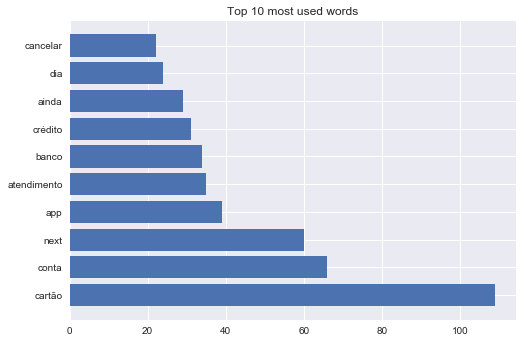 Top 10 most used words
cancelar
dia
ainda
crédito
banco
atendimento
app
next
conta
cartão
0 20 40 60 80 100